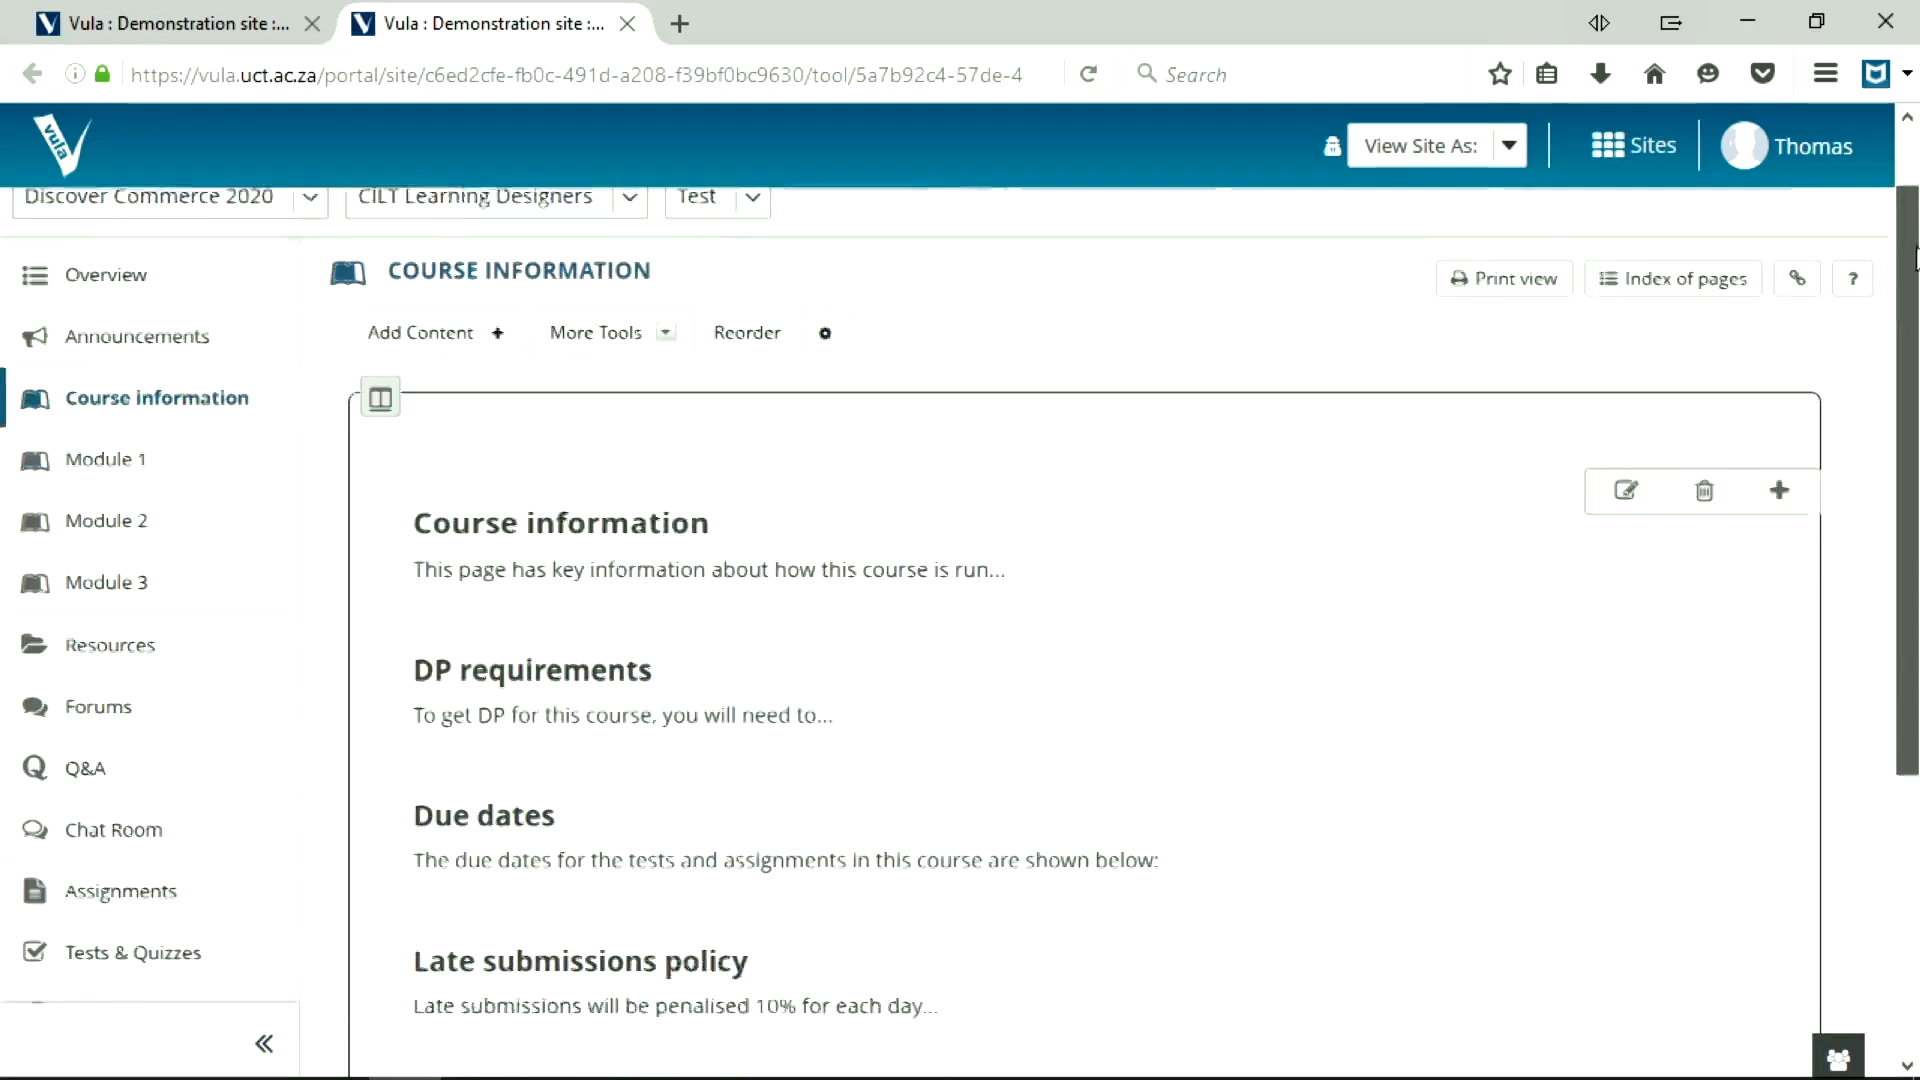 Vula : Demonstration site :...
Vula : Demonstration site :...
https://vula.uct.ac.za/portal/site/c6ed2cfe-fb0c-491d-a208-f39bf0bc9630/tool/5a7b92c4-57de-4
Search
vula
View Site As:
Sites
Thomas
Discover Commerce 2020
CILT Learning Designers
Test
Overview
Announcements
Course information
Module 1
Module 2
Module 3
Resources
Forums
Q&A
Chat Room
Assignments
Tests & Quizzes
COURSE INFORMATION
Print view
Index of pages
?
Add Content +
More Tools
Reorder
Course information
This page has key information about how this course is run...
DP requirements
To get DP for this course, you will need to...
Due dates
The due dates for the tests and assignments in this course are shown below:
Late submissions policy
Late submissions will be penalised 10% for each day...